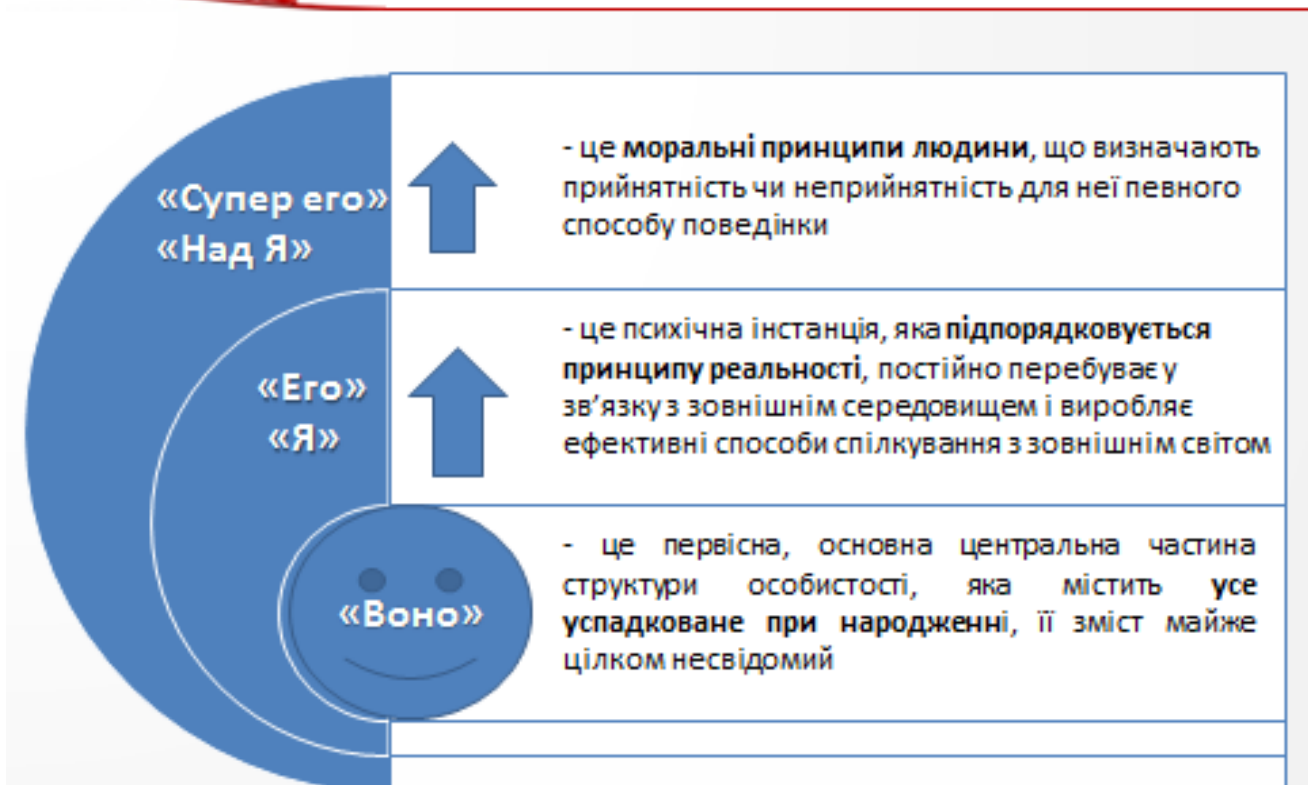 «Супер его»
«Над Я»
- це моральні принципи людини, що визначають
прийнятність чи неприйнятність для неї певного
способу поведінки
«Его»
«Я»
- це психічна інстанція, яка підпорядковується
принципу реальності, постійно перебуває у
зв’язку з зовнішнім середовищем і виробляє
ефективні способи спілкування з зовнішнім світом
«Воно»
- це первісна, основна центральна частина
структури особистості, яка містить усе
успадковане при народженні, її зміст майже
цілком несвідомий